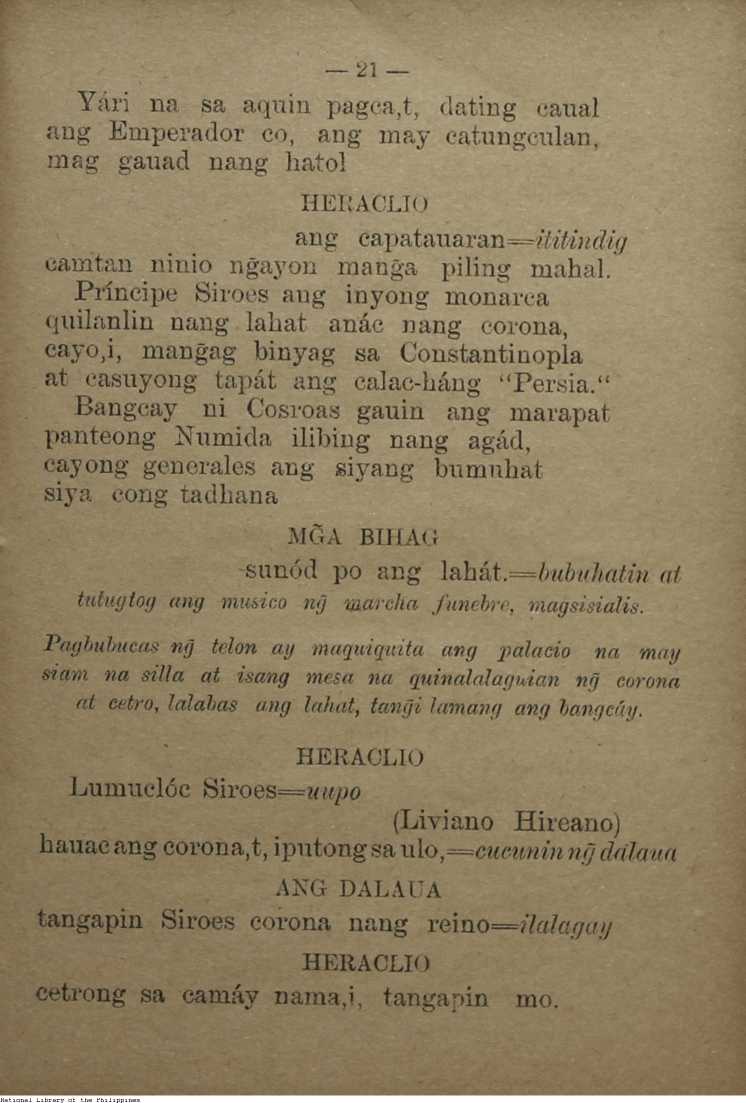 — 21 —
Yári na sa aquin pagca,t, dating caual
ang Emperador co, ang may catungculan,
mag gauad nang hatol
HERACLIO
ang capatauaran=ititindig
camtan ninio ng̃ayon mang̃a piling mahal.
Príncipe Siroes ang inyong monarca
quilanlin nang lahat anác nang corona,
cayo,i, mang̃ag binyag sa Constantinopla
at casuyong tapát ang calac-háng “Persia.“
Bangcay ni Cosroas gauin ang marapat
panteong Numida ilibing nang agád,
cayong generales ang siyang bumuhat
siya cong tadhana
MG̃A BIHAG
-sunód po ang lahát.=bubuhatin at
tutugtog ang musico ng̃ marcha funebre, magsisialis.
Pagbubucas ng̃ telon ay maquiquita ang palacio na may
siam na silla at isang mesa na quinalalaguian ng̃ corona
at cetro, lalabas ang lahat, tang̃i lamang ang bangcáy.
HERACLIO
Lumuclóc Siroes=uupo
(Liviano Hireano)
hauac ang corona,t, iputong sa ulo,=cucunin ng̃ dalaua
ANG DALAUA
tangapin Siroes corona nang reino=ilalagay
HERACLIO
cetrong sa camáy nama,i, tangapin mo.
National Library of the Philippines